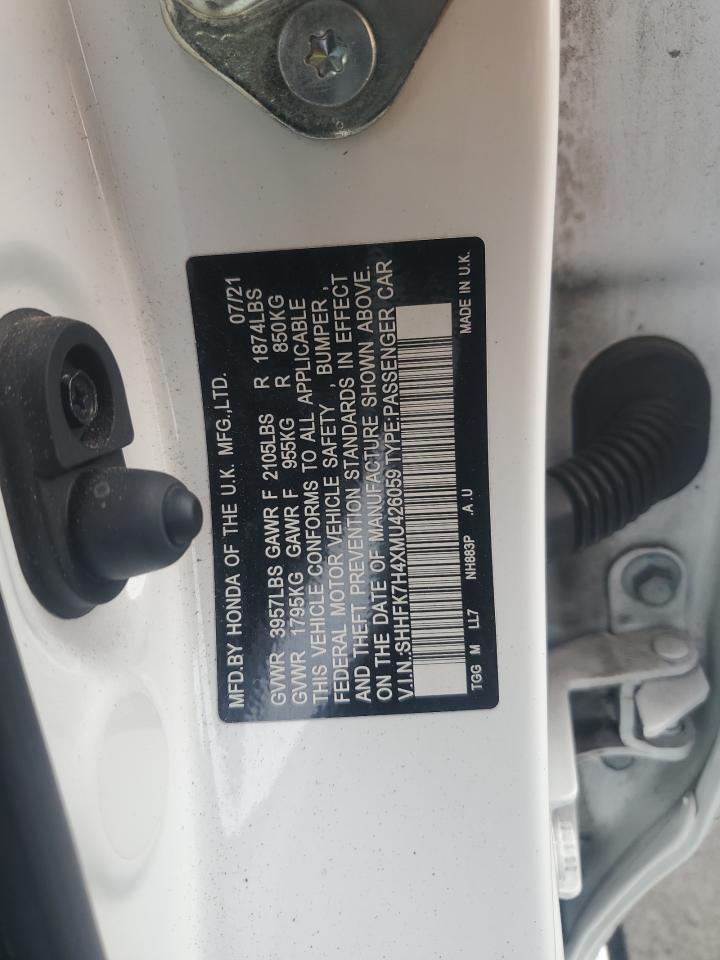 MFD.BY HONDA OF THE U.K. MFG.,LTD. 07/21
GVWR 3957LBS GAWR F 2105LBS R 1874LBS
GVWR 1795KG GAWR F 955KG R 850KG
THIS VEHICLE CONFORMS TO ALL APPLICABLE
FEDERAL MOTOR VEHICLE SAFETY , BUMPER ,
AND THEFT PREVENTION STANDARDS IN EFFECT
ON THE DATE OF MANUFACTURE SHOWN ABOVE.
V.I.N.:SHHFK7H4XMU426059 TYPE:PASSENGER CAR
TGG M LL7 NH883P .A .U MADE IN U.K.